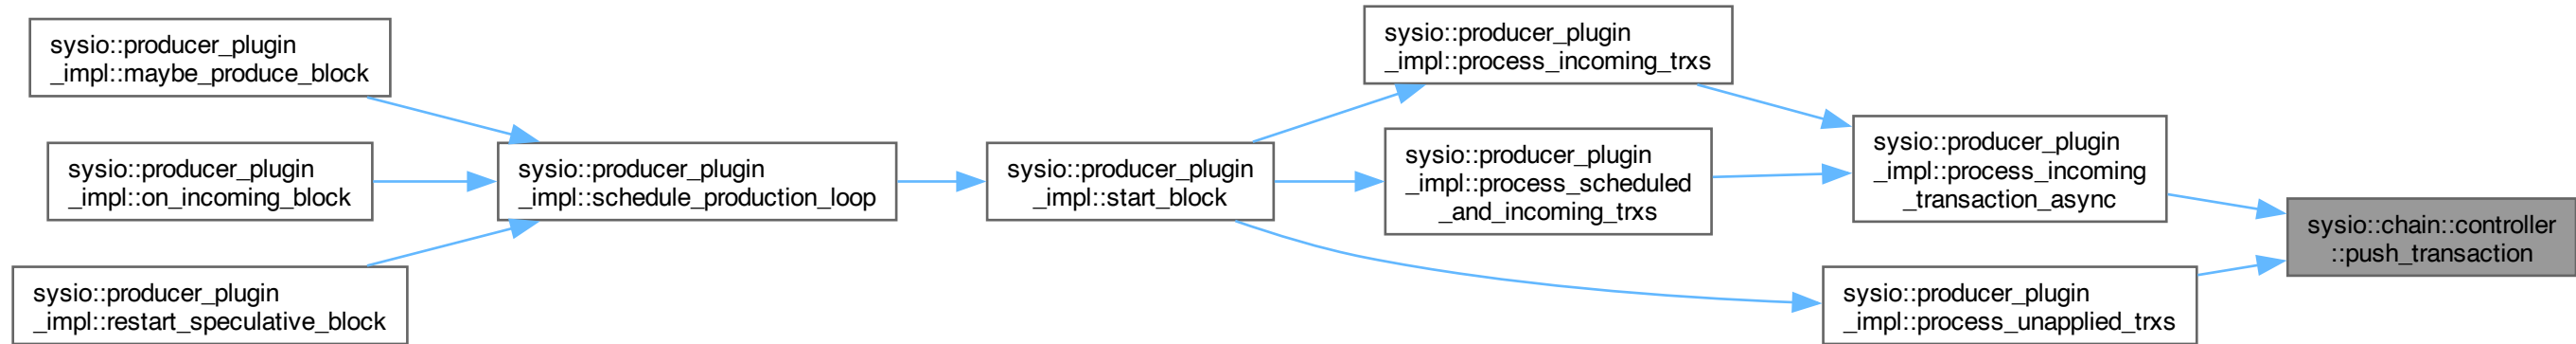 sysio::producer_plugin
_impl::maybe_produce_block
sysio::producer_plugin
_impl::on_incoming_block
sysio::producer_plugin
_impl::restart_speculative_block
sysio::producer_plugin
_impl::schedule_production_loop
sysio::producer_plugin
_impl::start_block
sysio::producer_plugin
_impl::process_incoming_trxs
sysio::producer_plugin
_impl::process_scheduled
_and_incoming_trxs
sysio::producer_plugin
_impl::process_incoming
_transaction_async
sysio::producer_plugin
_impl::process_unapplied_trxs
sysio::chain::controller
::push_transaction